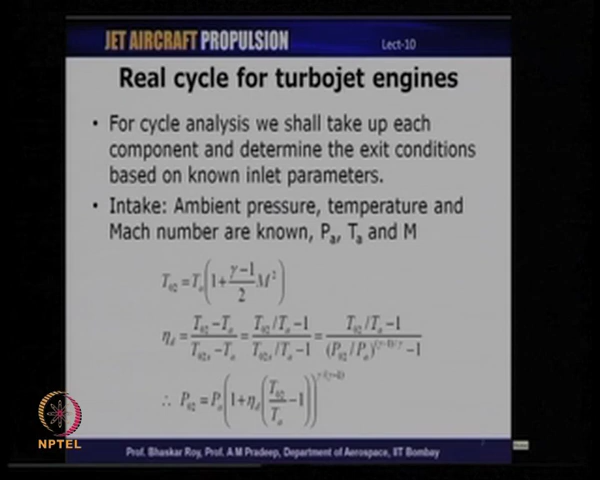 JET AIRCRAFT PROPULSION
Lect-10
Real cycle for turbojet engines
• For cycle analysis we shall take up each
component and determine the exit conditions
based on known inlet parameters.
• Intake: Ambient pressure, temperature and
Mach number are known, Pa, Ta and M
T02 = Ta(1 + (γ−1)/2 M²)
ηd = (T02 − Ta)/(T02s − Ta) = (T02/Ta − 1)/(T02s/Ta − 1) = (T02/Ta − 1)/((P02/Pa)^((γ−1)/γ) − 1)
∴ P02 = Pa(1 + ηd(T02/Ta − 1))^(γ/(γ−1))
NPTEL
Prof. Bhaskar Roy, Prof. A.M Pradeep, Department of Aerospace, IIT Bombay